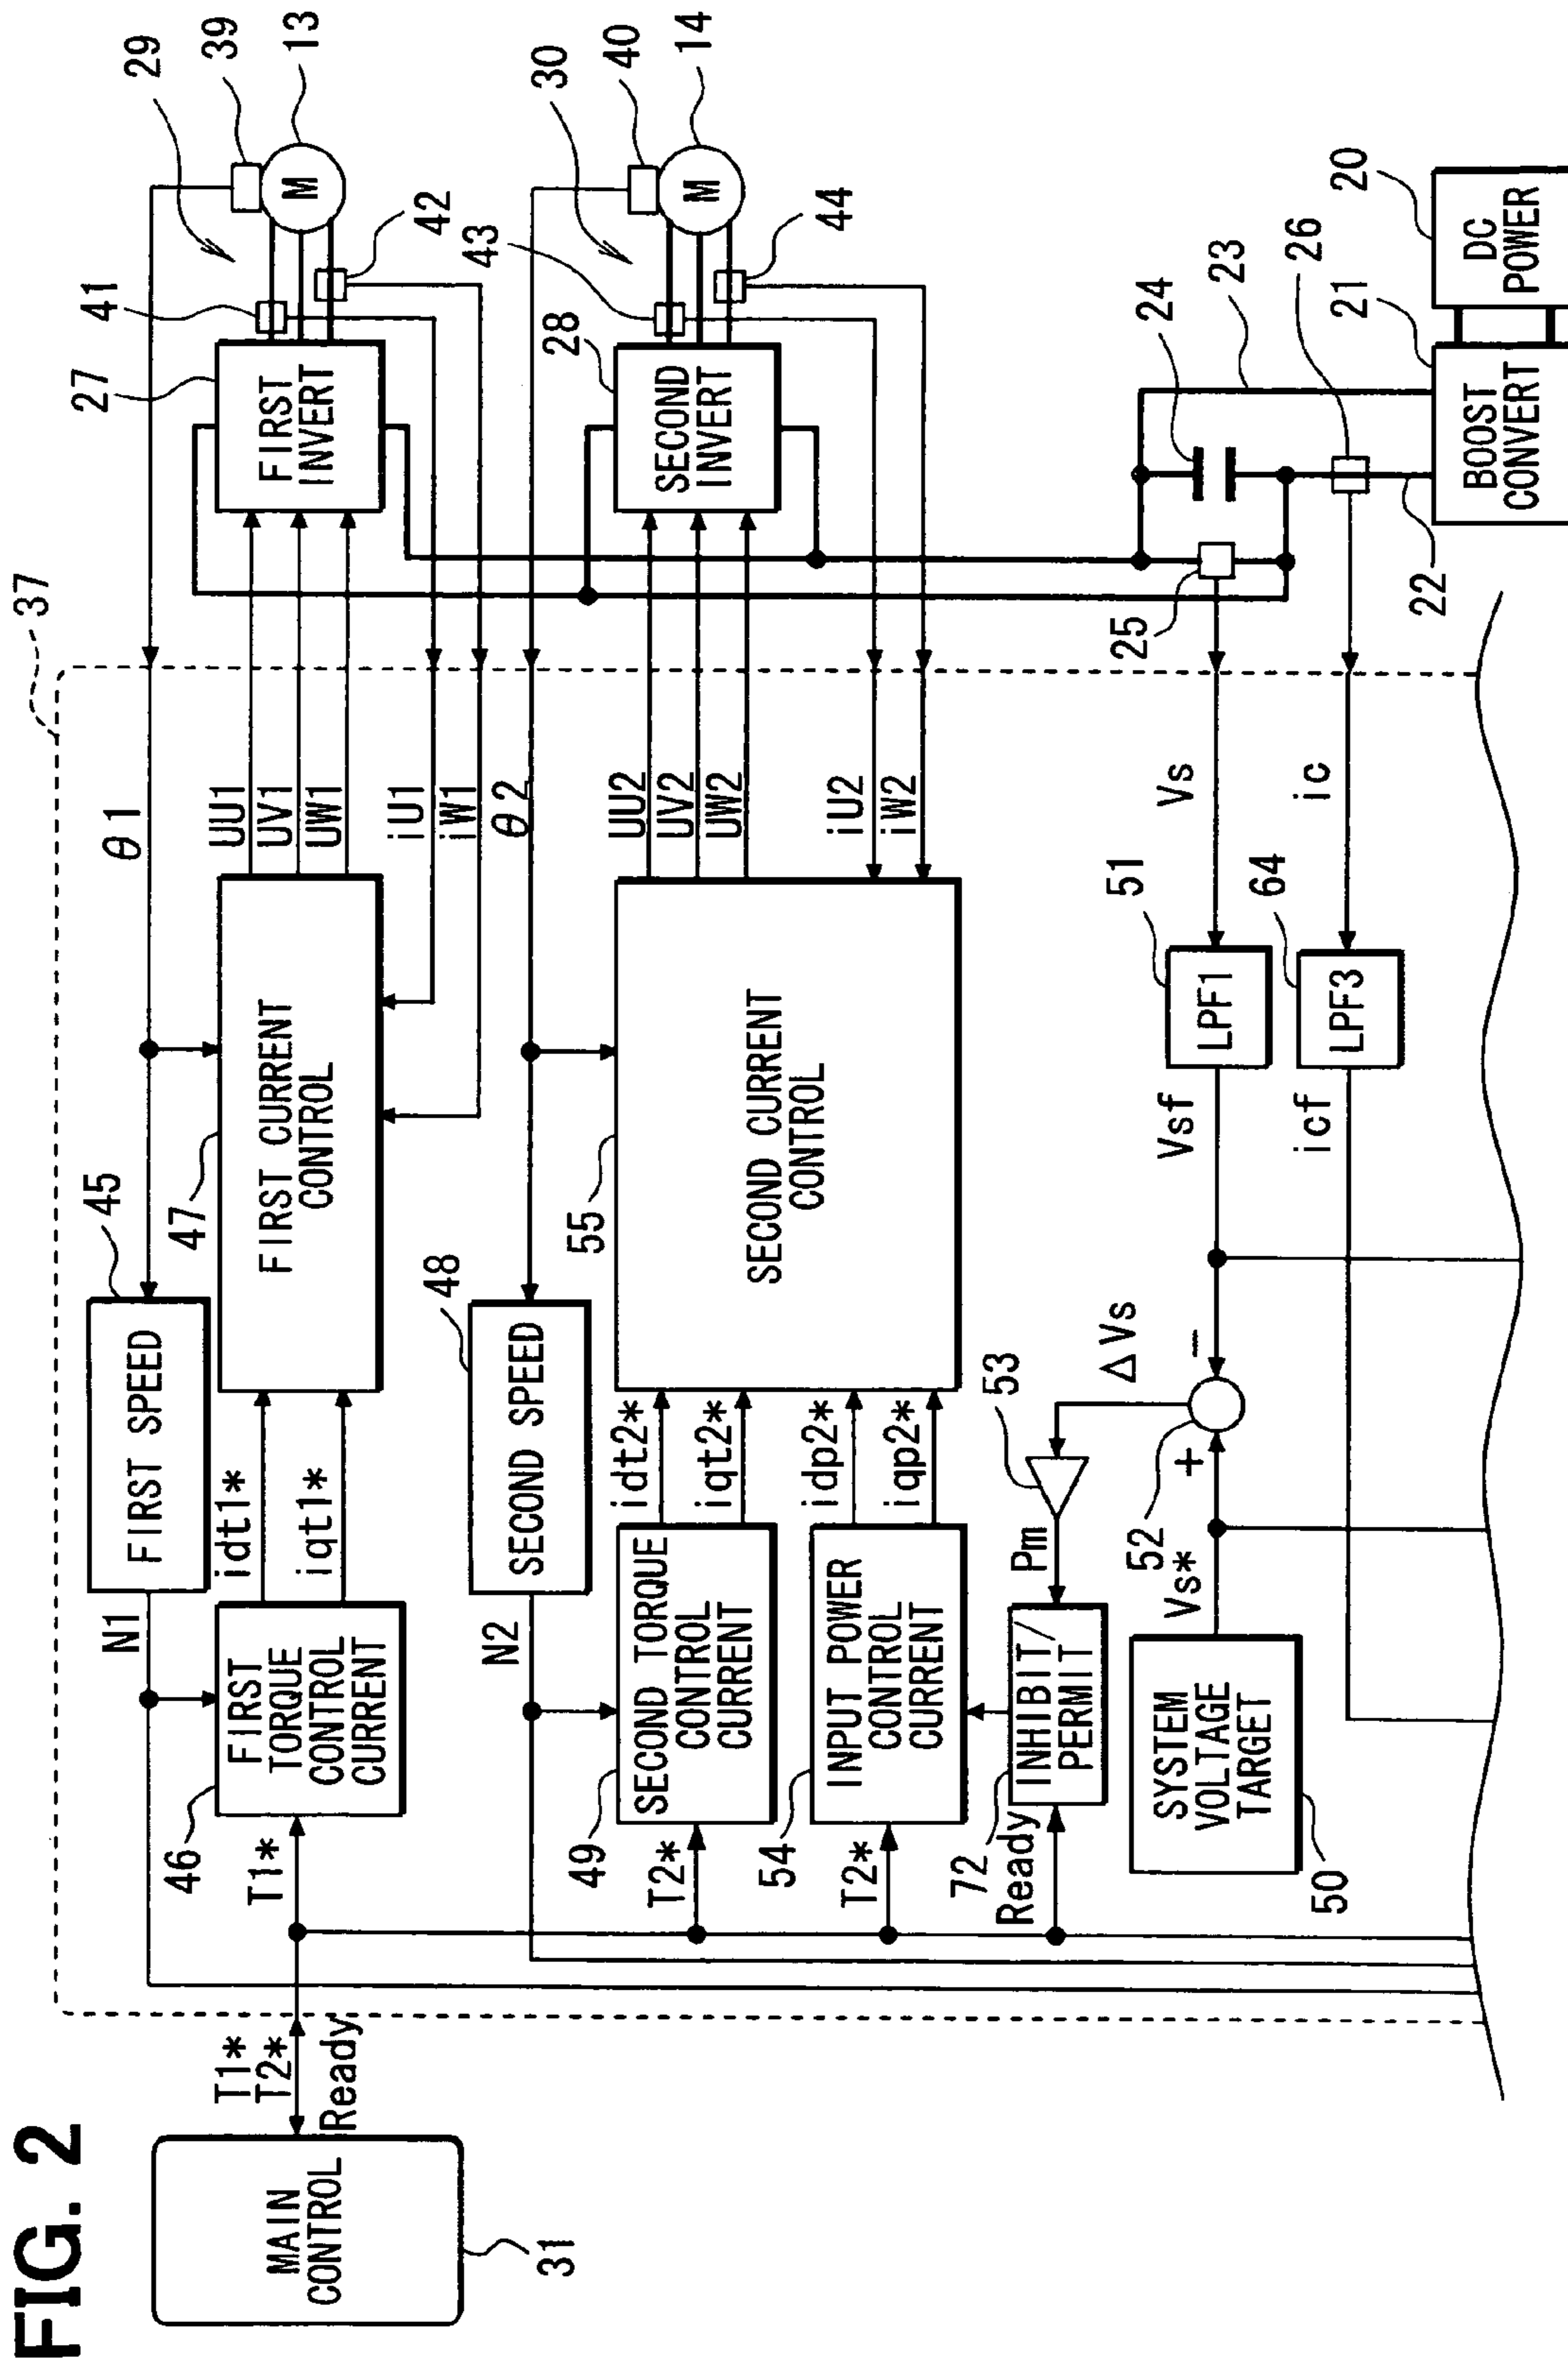 FIG. 2
37
MAIN
CONTROL
31
T1*
T2*
Ready
N1
45
FIRST SPEED
θ1
29
39
13
M
46
T1*
FIRST
TORQUE
CONTROL
CURRENT
idt1*
iqt1*
47
FIRST CURRENT
CONTROL
UU1
UV1
UW1
iU1
iW1
27
FIRST
INVERT
41
42
N2
48
SECOND SPEED
θ2
30
40
14
M
49
T2*
SECOND TORQUE
CONTROL
CURRENT
idt2*
iqt2*
55
SECOND CURRENT
CONTROL
UU2
UV2
UW2
iU2
iW2
28
SECOND
INVERT
43
44
54
T2*
INPUT POWER
CONTROL
CURRENT
idp2*
iqp2*
72
Ready
INHIBIT/
PERMIT
Pm
53
ΔVs
50
SYSTEM
VOLTAGE
TARGET
Vs*
52
+
−
Vsf
51
LPF1
Vs
25
24
23
icf
64
LPF3
ic
26
22
21
BOOST
CONVERT
20
DC
POWER